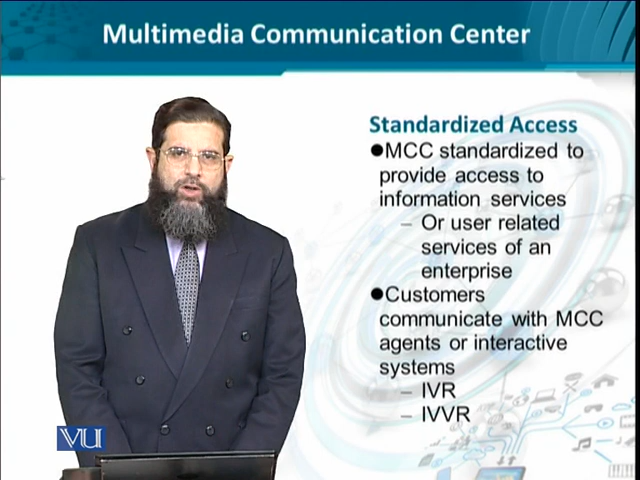 Multimedia Communication Center
Standardized Access
●MCC standardized to
provide access to
information services
– Or user related
services of an
enterprise
●Customers
communicate with MCC
agents or interactive
systems
– IVR
– IVVR
VU